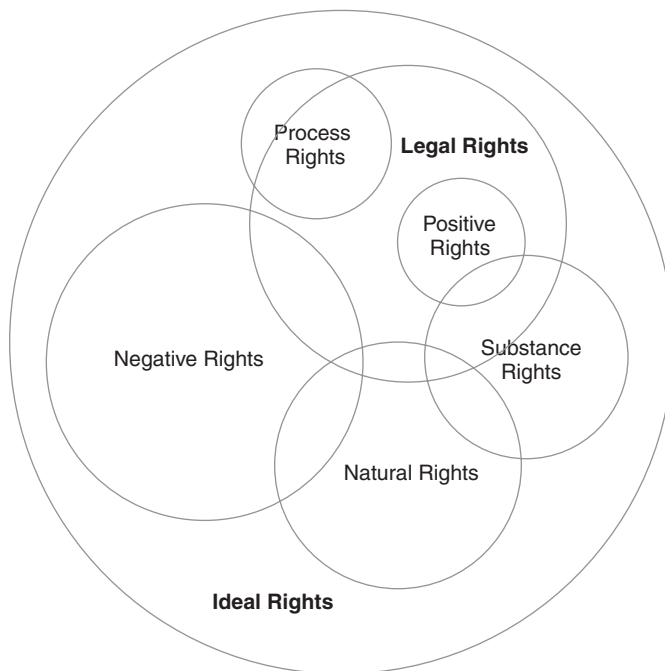 Process
Rights
Legal Rights
Positive
Rights
Negative Rights
Substance
Rights
Natural Rights
Ideal Rights